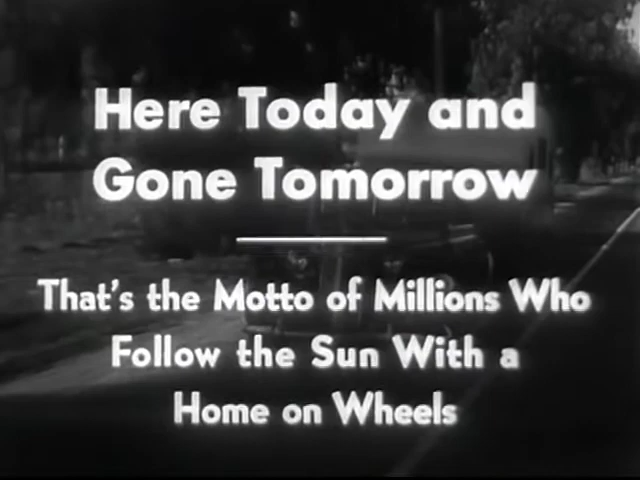 Here Today and
Gone Tomorrow
That's the Motto of Millions Who
Follow the Sun With a
Home on Wheels